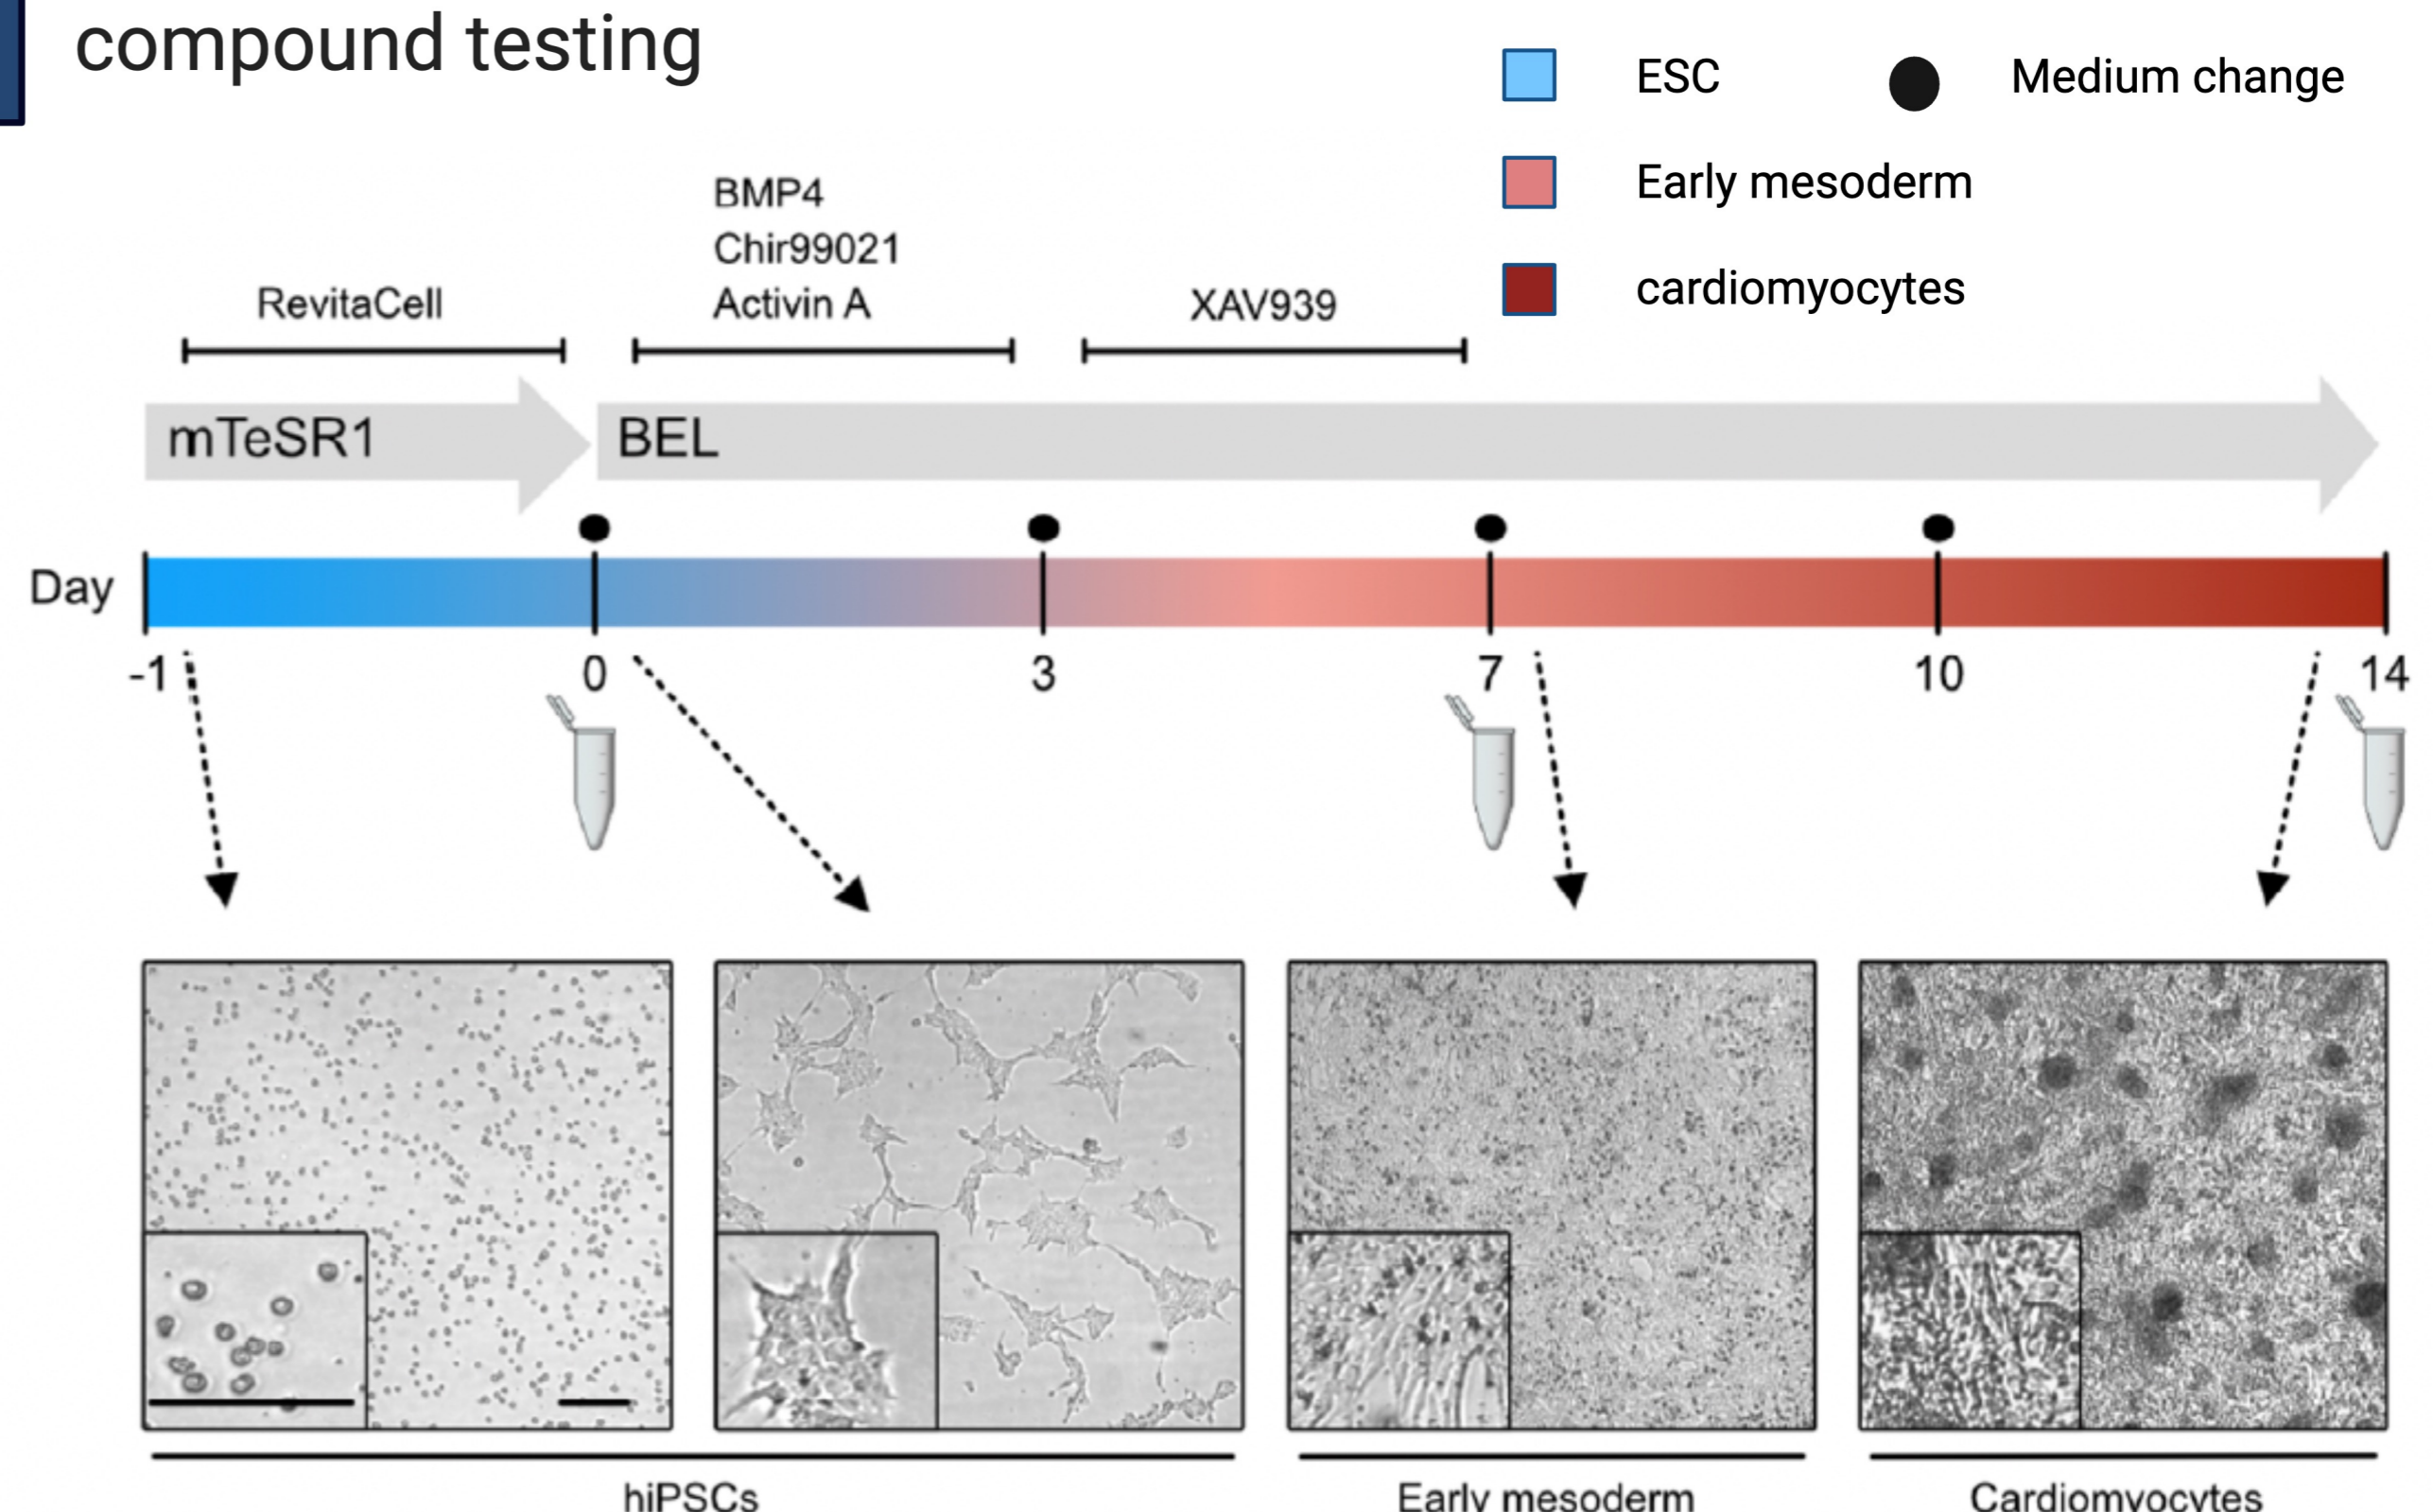 compound testing
ESC
Medium change
Early mesoderm
cardiomyocytes
BMP4
Chir99021
Activin A
RevitaCell
XAV939
mTeSR1
BEL
Day
-1
0
3
7
10
14
hiPSCs
Early mesoderm
Cardiomyocytes